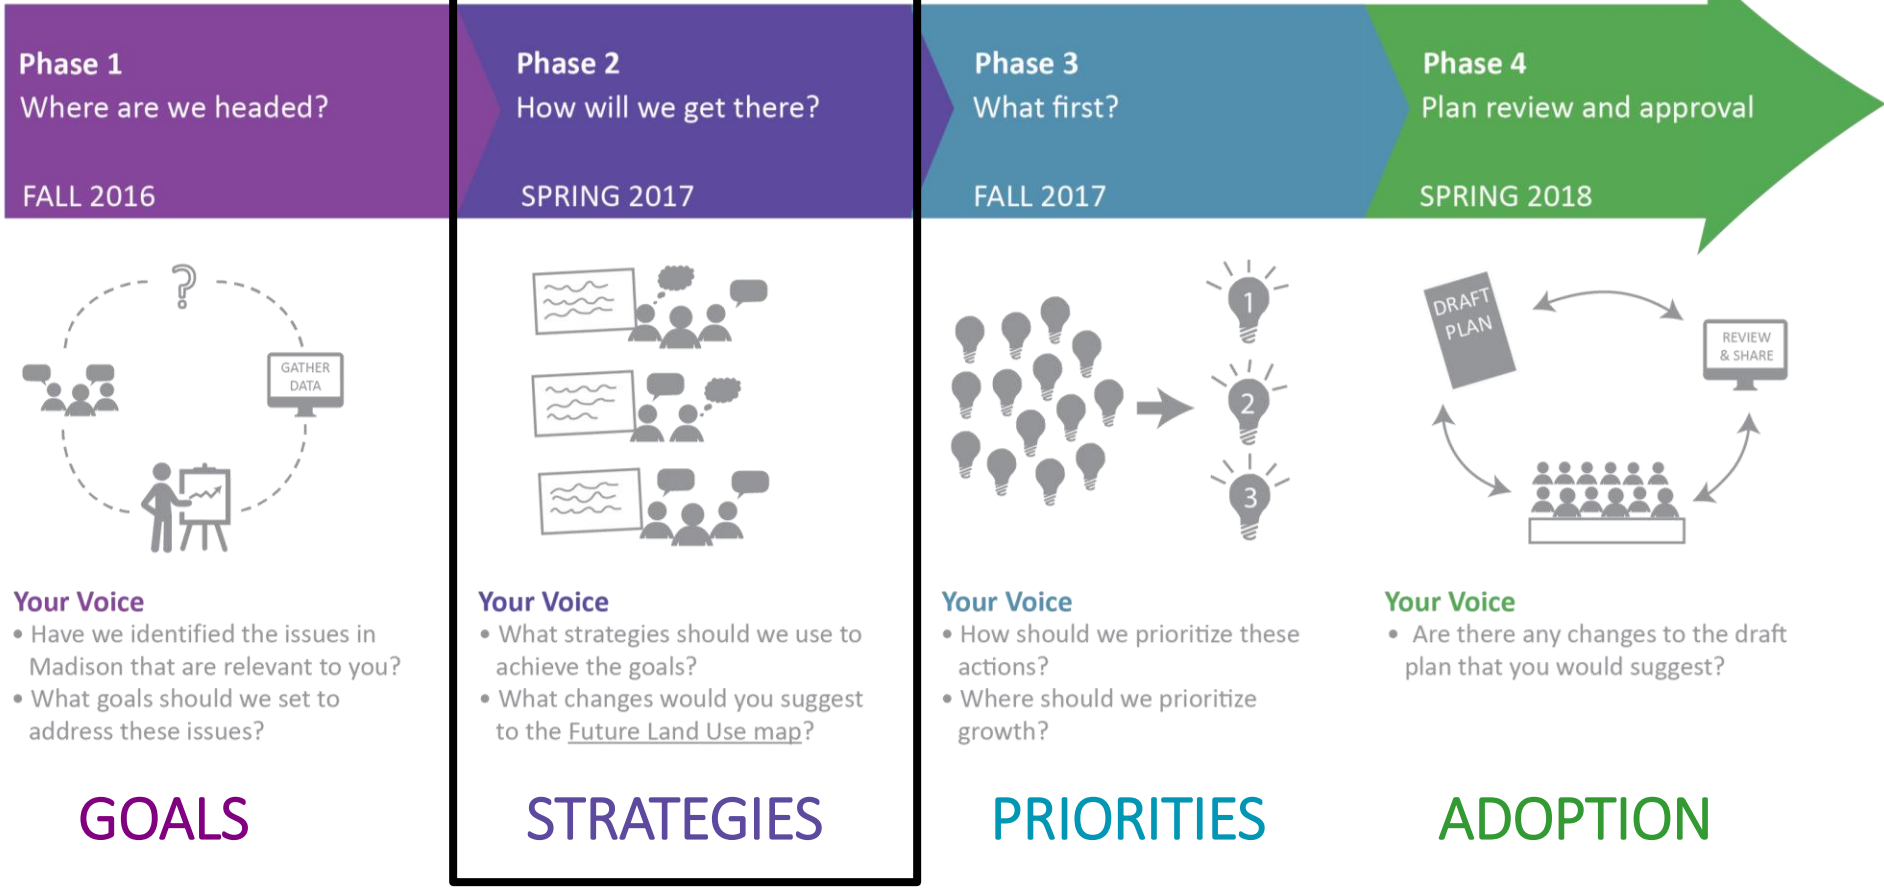 Phase 1
Where are we headed?
FALL 2016
?
GATHER
DATA
Your Voice
• Have we identified the issues in
Madison that are relevant to you?
• What goals should we set to
address these issues?
GOALS
Phase 2
How will we get there?
SPRING 2017
Your Voice
• What strategies should we use to
achieve the goals?
• What changes would you suggest
to the Future Land Use map?
STRATEGIES
Phase 3
What first?
FALL 2017
1
2
3
Your Voice
• How should we prioritize these
actions?
• Where should we prioritize
growth?
PRIORITIES
Phase 4
Plan review and approval
SPRING 2018
DRAFT
PLAN
REVIEW
& SHARE
Your Voice
• Are there any changes to the draft
plan that you would suggest?
ADOPTION